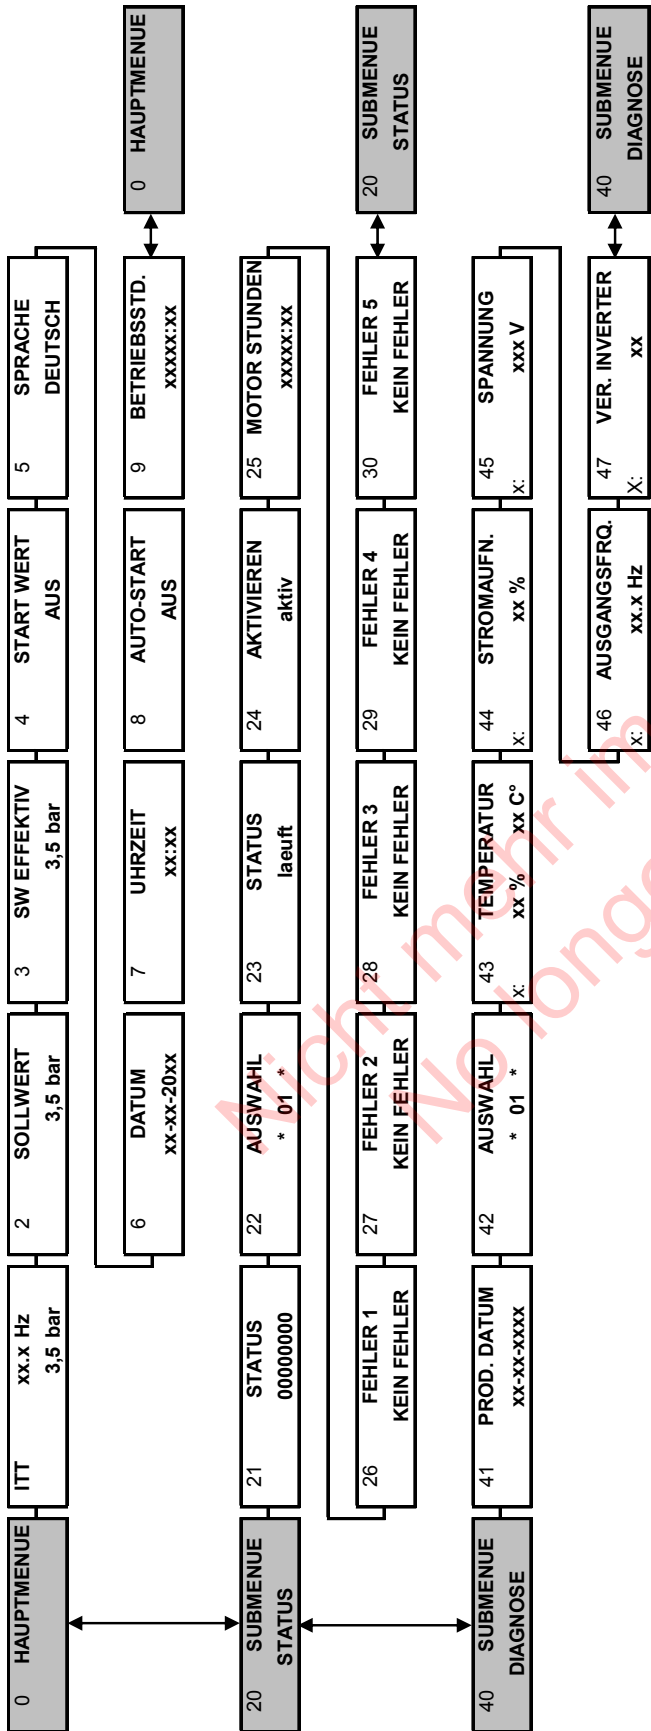 0 HAUPTMENUE
ITT xx.x Hz
3,5 bar
2 SOLLWERT
3,5 bar
3 SW EFFEKTIV
3,5 bar
4 START WERT
AUS
5 SPRACHE
DEUTSCH
6 DATUM
xx-xx-20xx
7 UHRZEIT
xx:xx
8 AUTO-START
AUS
9 BETRIEBSSTD.
xxxxx:xx
0 HAUPTMENUE
20 SUBMENUE
STATUS
21 STATUS
00000000
22 AUSWAHL
* 01 *
23 STATUS
laeuft
24 AKTIVIEREN
aktiv
25 MOTOR STUNDEN
xxxxx:xx
26 FEHLER 1
KEIN FEHLER
27 FEHLER 2
KEIN FEHLER
28 FEHLER 3
KEIN FEHLER
29 FEHLER 4
KEIN FEHLER
30 FEHLER 5
KEIN FEHLER
20 SUBMENUE
STATUS
40 SUBMENUE
DIAGNOSE
41 PROD. DATUM
xx-xx-xxxx
42 AUSWAHL
* 01 *
43 TEMPERATUR
x: xx % xx C°
44 STROMAUFN.
x: xx %
45 SPANNUNG
x: xxx V
46 AUSGANGSFRQ.
x: xx.x Hz
47 VER. INVERTER
X: xx
40 SUBMENUE
DIAGNOSE
Nicht mehr im
No longe